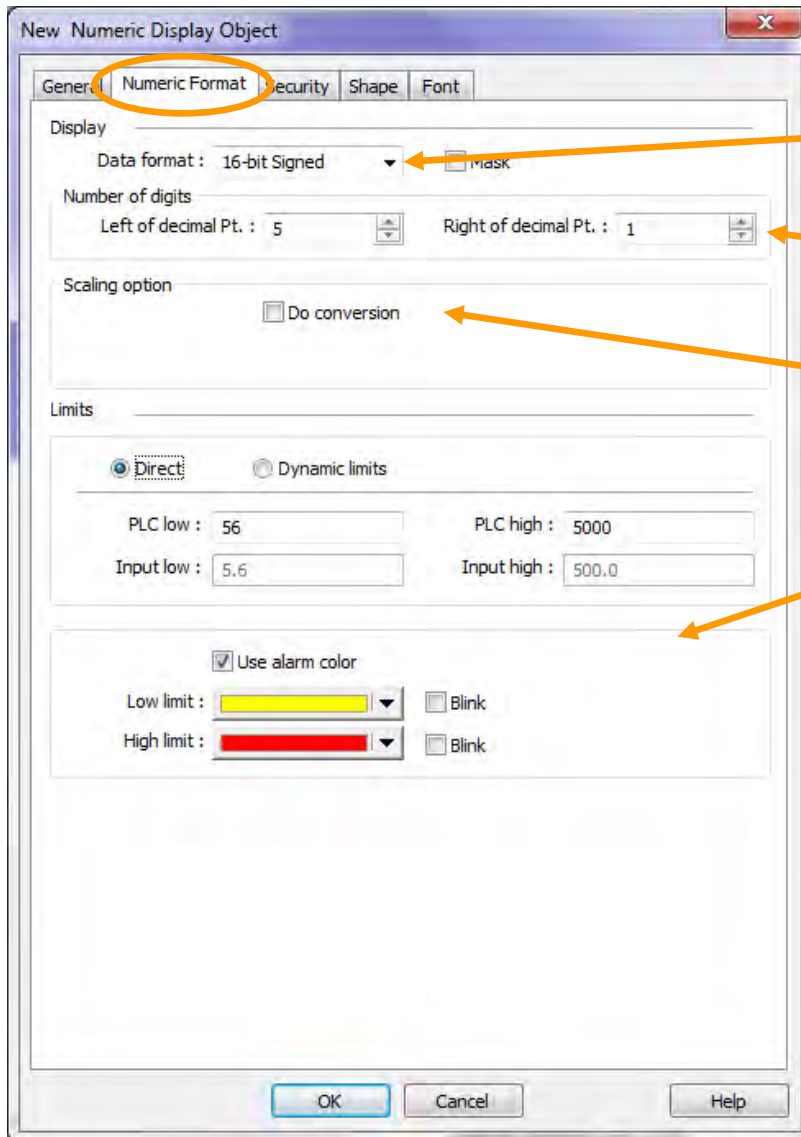 New Numeric Display Object
General Numeric Format Security Shape Font
Display
Data format : 16-bit Signed Mask
Number of digits
Left of decimal Pt. : 5 Right of decimal Pt. : 1
Scaling option
Do conversion
Limits
Direct Dynamic limits
PLC low : 56 PLC high : 5000
Input low : 5.6 Input high : 500.0
Use alarm color
Low limit : Blink
High limit : Blink
OK Cancel Help